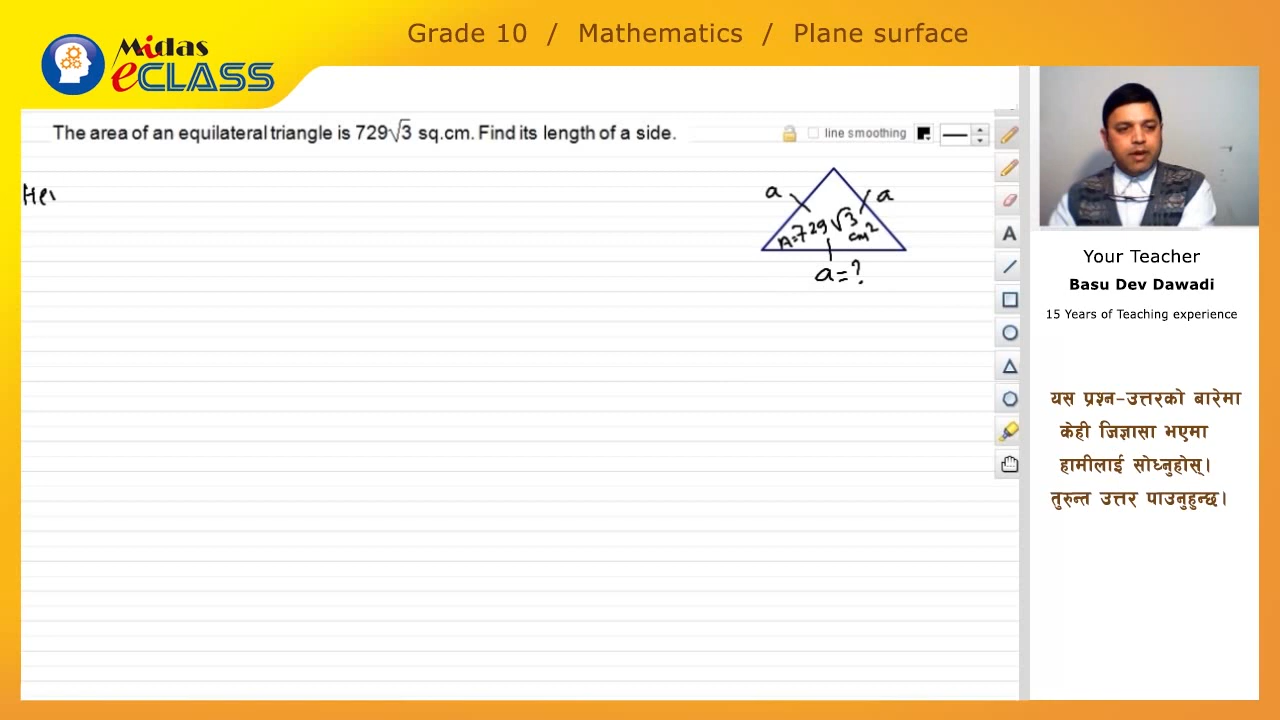 Grade 10 / Mathematics / Plane surface
Midas
eCLASS
The area of an equilateral triangle is 729√3 sq.cm. Find its length of a side.
line smoothing
Her
a
a
A=729√3
cm²
a=?
A
Your Teacher
Basu Dev Dawadi
15 Years of Teaching experience
यस प्रश्न-उत्तरको बारेमा
केही जिज्ञासा भएमा
हामीलाई सोध्नुहोस्।
तुरुन्त उत्तर पाउनुहुन्छ।